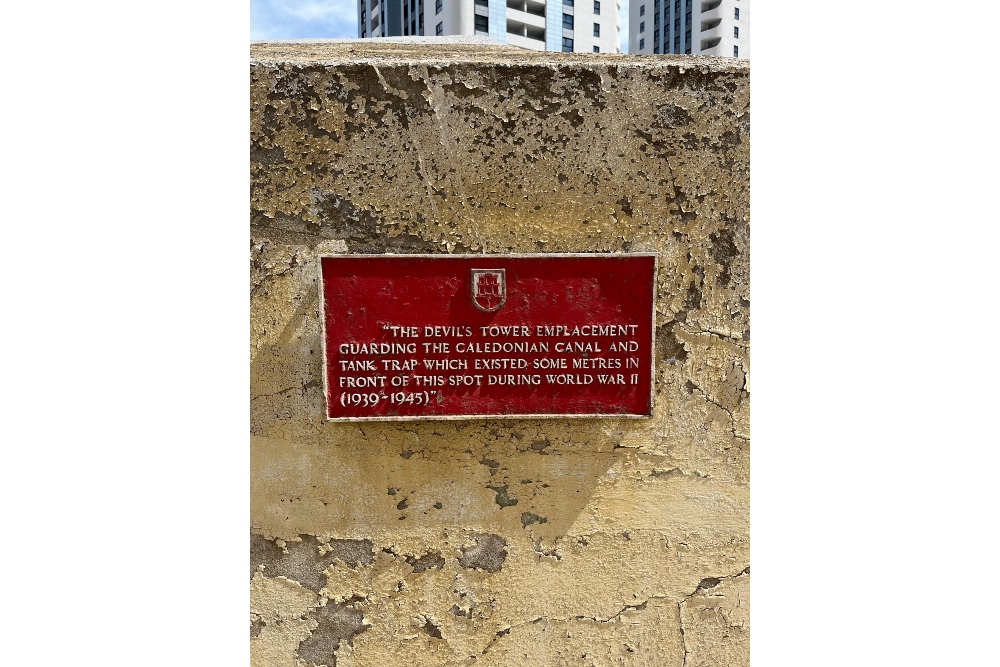 "THE DEVIL'S TOWER EMPLACEMENT
GUARDING THE CALEDONIAN CANAL AND
TANK TRAP WHICH EXISTED SOME METRES IN
FRONT OF THIS SPOT DURING WORLD WAR II
(1939-1945)"